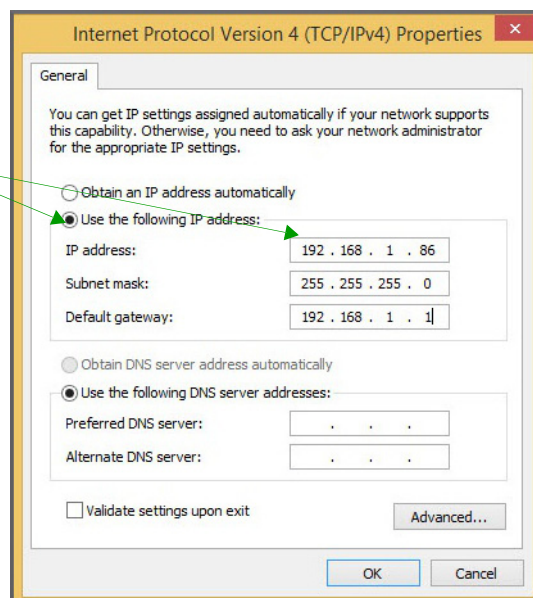 Internet Protocol Version 4 (TCP/IPv4) Properties
General
You can get IP settings assigned automatically if your network supports
this capability. Otherwise, you need to ask your network administrator
for the appropriate IP settings.
Obtain an IP address automatically
Use the following IP address:
IP address: 192 . 168 . 1 . 86
Subnet mask: 255 . 255 . 255 . 0
Default gateway: 192 . 168 . 1 . 1
Obtain DNS server address automatically
Use the following DNS server addresses:
Preferred DNS server: . . .
Alternate DNS server: . . .
Validate settings upon exit
Advanced...
OK Cancel